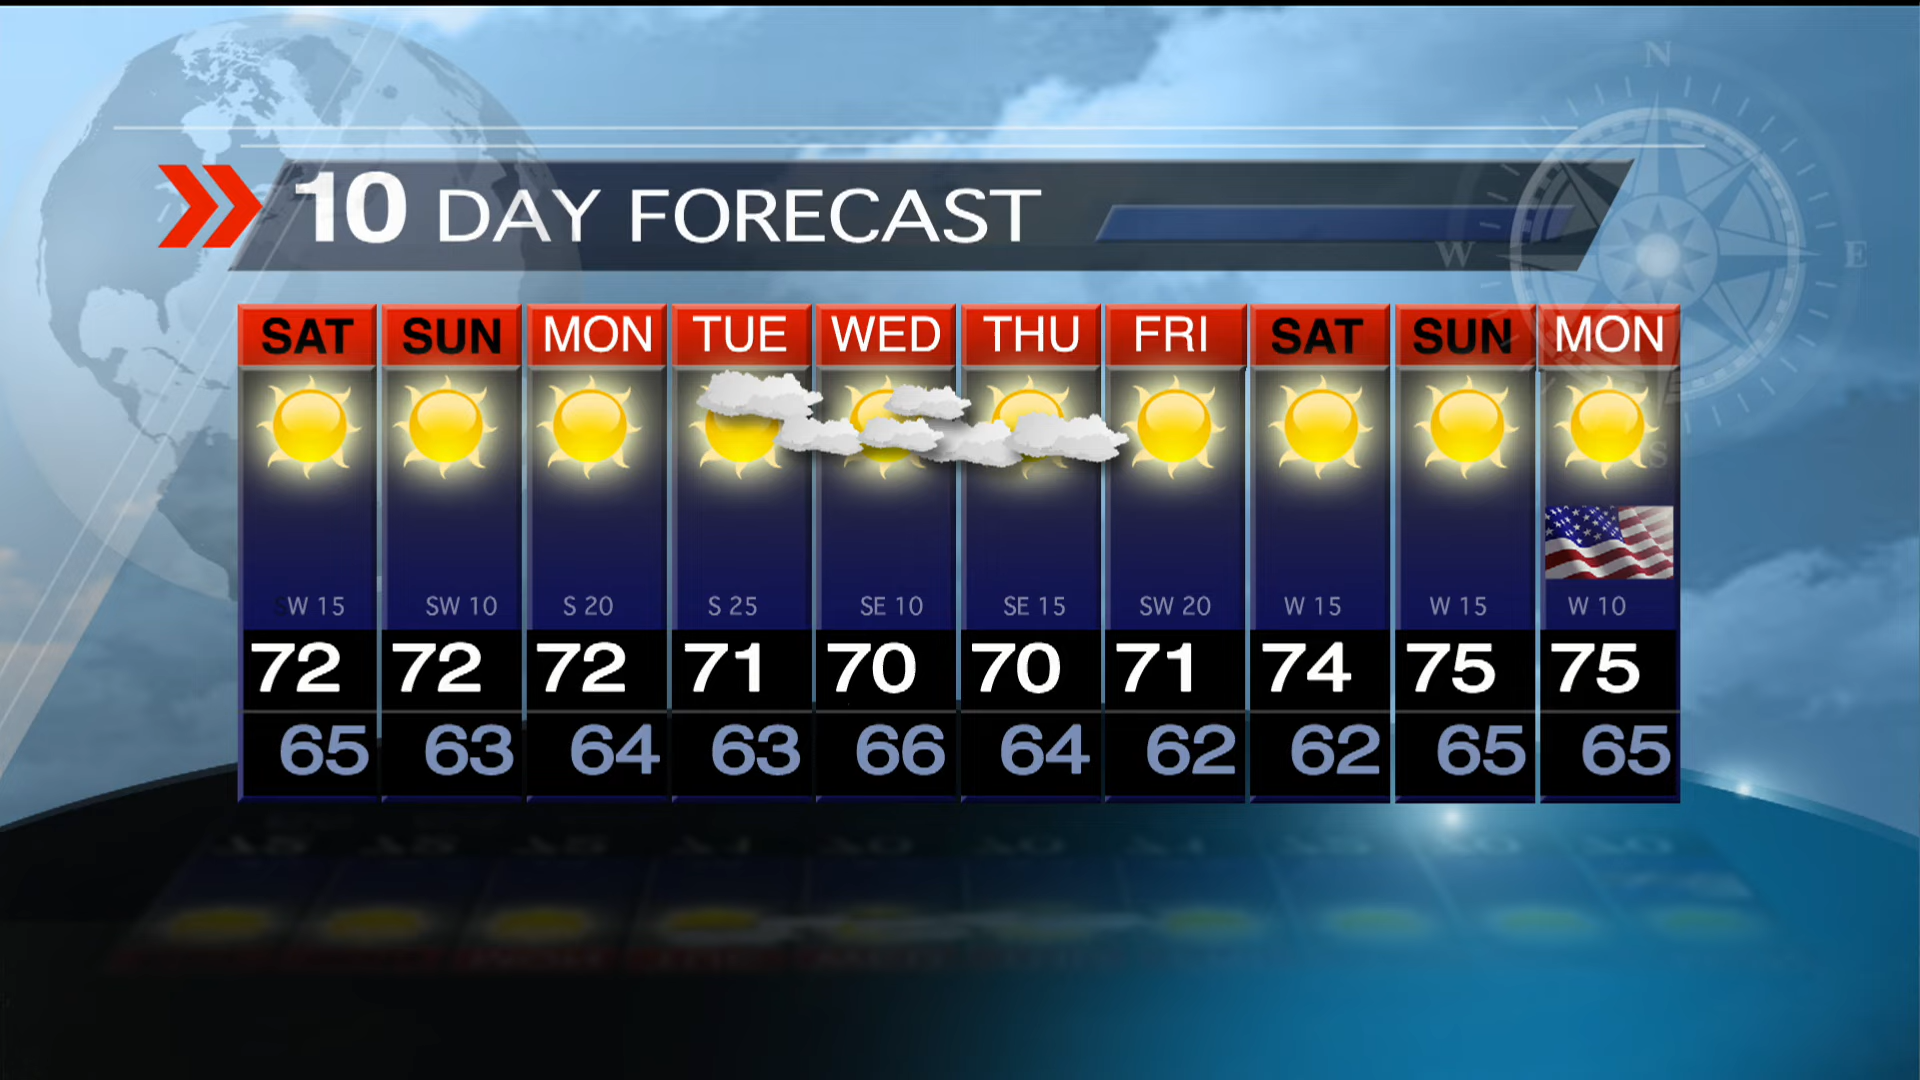 N
W
E
S
10 DAY FORECAST
SAT SUN MON TUE WED THU FRI SAT SUN MON
SW 15 SW 10 S 20 S 25 SE 10 SE 15 SW 20 W 15 W 15 W 10
72 72 72 71 70 70 71 74 75 75
65 63 64 63 66 64 62 62 65 65